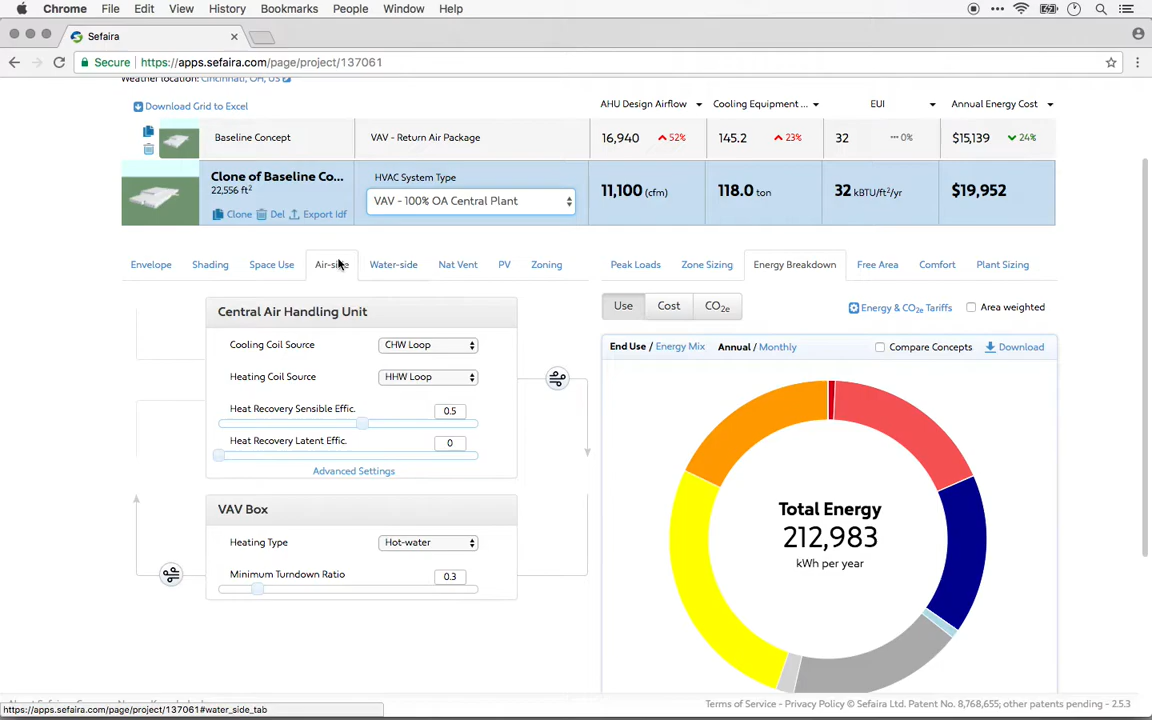 Chrome File Edit View History Bookmarks People Window Help
Sefaira
Secure https://apps.sefaira.com/page/project/137061
Weather location: Cincinnati, OH, US
Download Grid to Excel
AHU Design Airflow Cooling Equipment ... EUI Annual Energy Cost
Baseline Concept VAV - Return Air Package 16,940 52% 145.2 23% 32 0% $15,139 24%
Clone of Baseline Co...
22,556 ft²
Clone Del Export Idf
HVAC System Type
VAV - 100% OA Central Plant
11,100 (cfm) 118.0 ton 32 kBTU/ft²/yr $19,952
Envelope Shading Space Use Air-side Water-side Nat Vent PV Zoning
Peak Loads Zone Sizing Energy Breakdown Free Area Comfort Plant Sizing
Central Air Handling Unit
Cooling Coil Source CHW Loop
Heating Coil Source HHW Loop
Heat Recovery Sensible Effic. 0.5
Heat Recovery Latent Effic. 0
Advanced Settings
VAV Box
Heating Type Hot-water
Minimum Turndown Ratio 0.3
Use Cost CO₂e
Energy & CO₂e Tariffs Area weighted
End Use / Energy Mix Annual / Monthly Compare Concepts Download
Total Energy
212,983
kWh per year
https://apps.sefaira.com/page/project/137061#water_side_tab
Terms of Service - Privacy Policy © Sefaira Ltd. Patent No. 8,768,655; other patents pending - 2.5.3